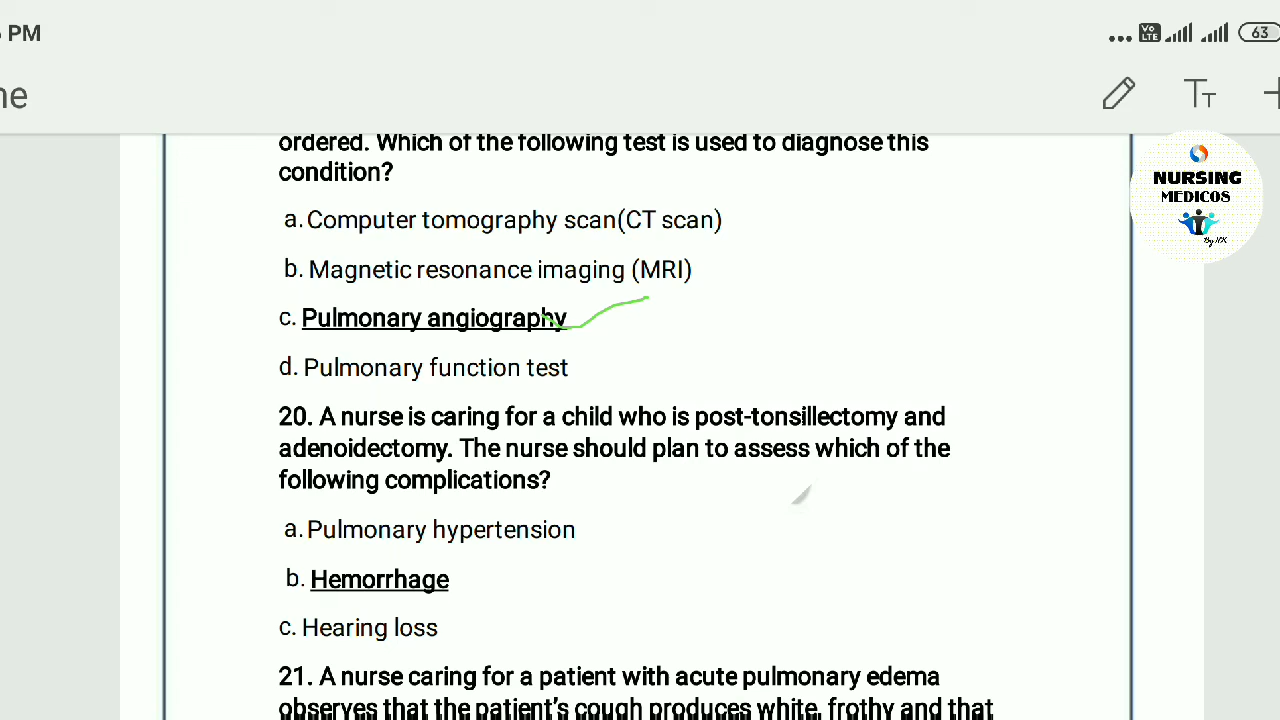 PM
63
ne
ordered. Which of the following test is used to diagnose this
condition?
a. Computer tomography scan(CT scan)
b. Magnetic resonance imaging (MRI)
c. Pulmonary angiography
d. Pulmonary function test
20. A nurse is caring for a child who is post-tonsillectomy and
adenoidectomy. The nurse should plan to assess which of the
following complications?
a. Pulmonary hypertension
b. Hemorrhage
c. Hearing loss
21. A nurse caring for a patient with acute pulmonary edema
observes that the patient's cough produces white, frothy and that
NURSING
MEDICOS